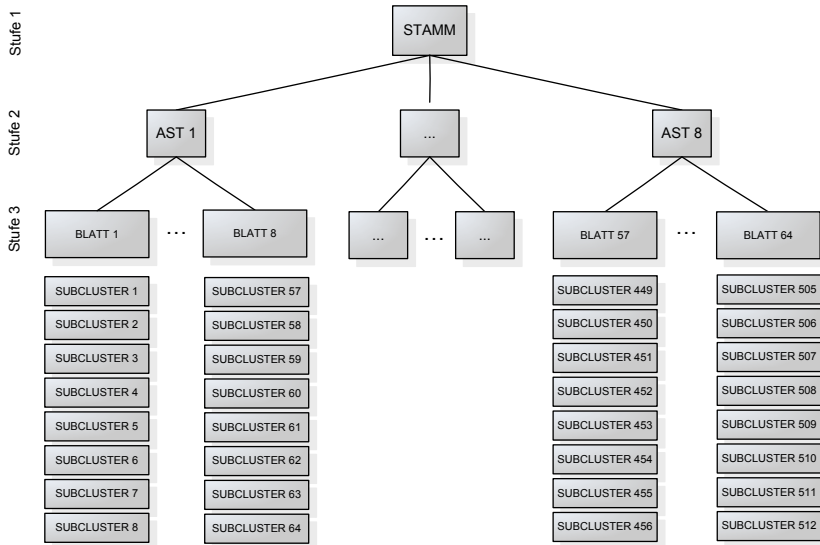 Stufe 1
STAMM
Stufe 2
AST 1
...
AST 8
Stufe 3
BLATT 1
...
BLATT 8
...
...
...
BLATT 57
...
BLATT 64
SUBCLUSTER 1
SUBCLUSTER 2
SUBCLUSTER 3
SUBCLUSTER 4
SUBCLUSTER 5
SUBCLUSTER 6
SUBCLUSTER 7
SUBCLUSTER 8
SUBCLUSTER 57
SUBCLUSTER 58
SUBCLUSTER 59
SUBCLUSTER 60
SUBCLUSTER 61
SUBCLUSTER 62
SUBCLUSTER 63
SUBCLUSTER 64
SUBCLUSTER 449
SUBCLUSTER 450
SUBCLUSTER 451
SUBCLUSTER 452
SUBCLUSTER 453
SUBCLUSTER 454
SUBCLUSTER 455
SUBCLUSTER 456
SUBCLUSTER 505
SUBCLUSTER 506
SUBCLUSTER 507
SUBCLUSTER 508
SUBCLUSTER 509
SUBCLUSTER 510
SUBCLUSTER 511
SUBCLUSTER 512